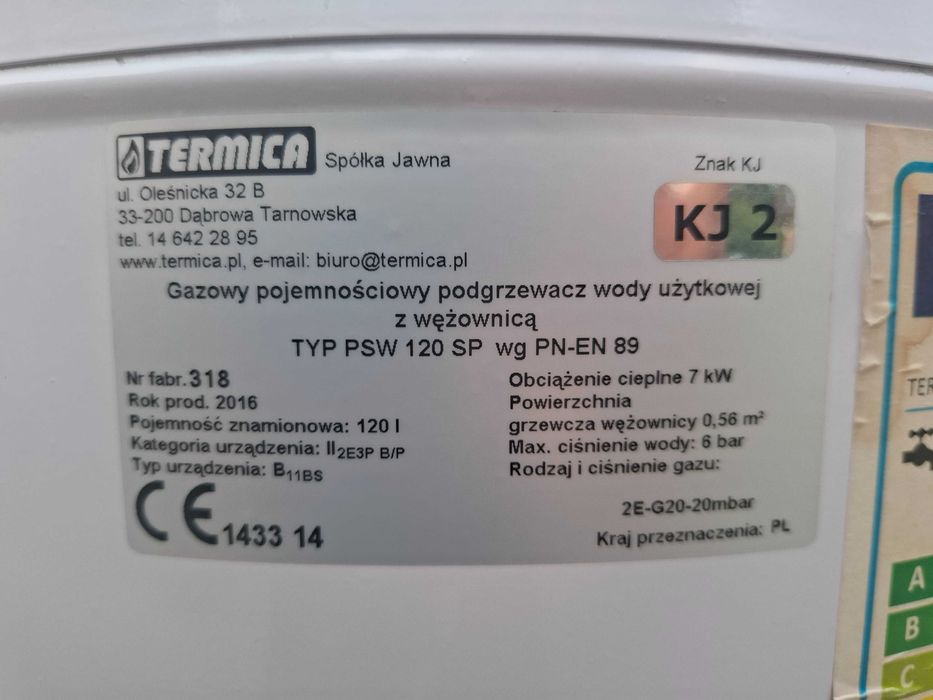 TERMICA Spółka Jawna
ul. Oleśnicka 32 B
33-200 Dąbrowa Tarnowska
tel. 14 642 28 95
www.termica.pl, e-mail: biuro@termica.pl
Znak KJ
KJ 2
Gazowy pojemnościowy podgrzewacz wody użytkowej
z wężownicą
TYP PSW 120 SP wg PN-EN 89
Nr fabr. 318
Rok prod. 2016
Pojemność znamionowa: 120 l
Kategoria urządzenia: II2E3P B/P
Typ urządzenia: B11BS
CE 1433 14
Obciążenie cieplne 7 kW
Powierzchnia
grzewcza wężownicy 0,56 m²
Max. ciśnienie wody: 6 bar
Rodzaj i ciśnienie gazu:
2E-G20-20mbar
Kraj przeznaczenia: PL
TER
A
B
C